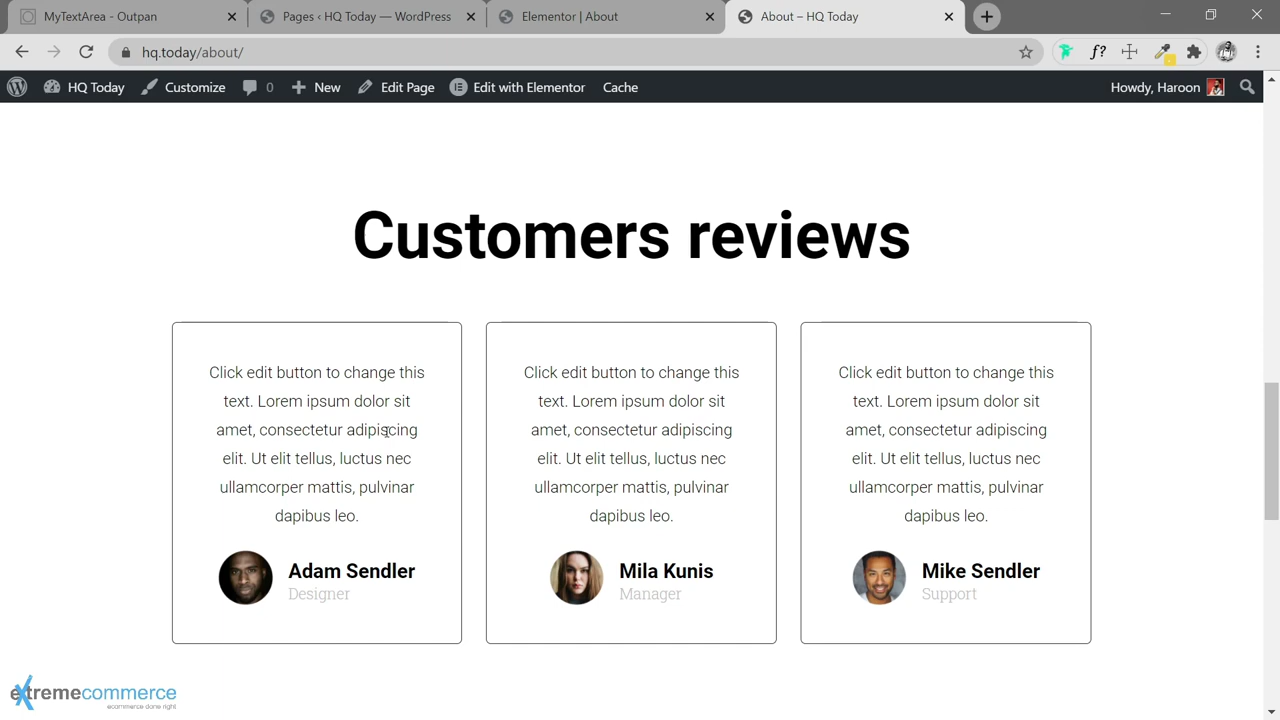 MyTextArea - Outpan
Pages ‹ HQ Today — WordPress
Elementor | About
About – HQ Today
hq.today/about/
f?
HQ Today
Customize
0
New
Edit Page
Edit with Elementor
Cache
Howdy, Haroon
Customers reviews
Click edit button to change this
text. Lorem ipsum dolor sit
amet, consectetur adipiscing
elit. Ut elit tellus, luctus nec
ullamcorper mattis, pulvinar
dapibus leo.
Adam Sendler
Designer
Click edit button to change this
text. Lorem ipsum dolor sit
amet, consectetur adipiscing
elit. Ut elit tellus, luctus nec
ullamcorper mattis, pulvinar
dapibus leo.
Mila Kunis
Manager
Click edit button to change this
text. Lorem ipsum dolor sit
amet, consectetur adipiscing
elit. Ut elit tellus, luctus nec
ullamcorper mattis, pulvinar
dapibus leo.
Mike Sendler
Support
extremecommerce
ecommerce done right